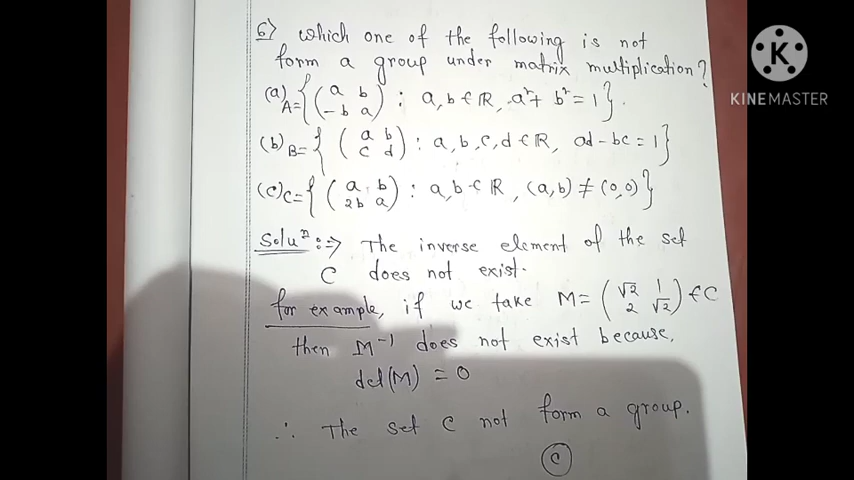 6) which one of the following is not
form a group under matrix multiplication?
(a) A={(a b
-b a) : a,b∈R, a²+b²=1}.
(b) B={(a b
c d) : a,b,c,d∈R, ad-bc=1}
(c) C={(a b
2b a) : a,b∈R, (a,b)≠(0,0)}
Soluⁿ :⇒ The inverse element of the set
C does not exist.
for example, if we take M=(√2 1
2 √2)∈C
then M⁻¹ does not exist because,
det(M) = 0
∴ The set C not form a group.
(c)
KINEMASTER